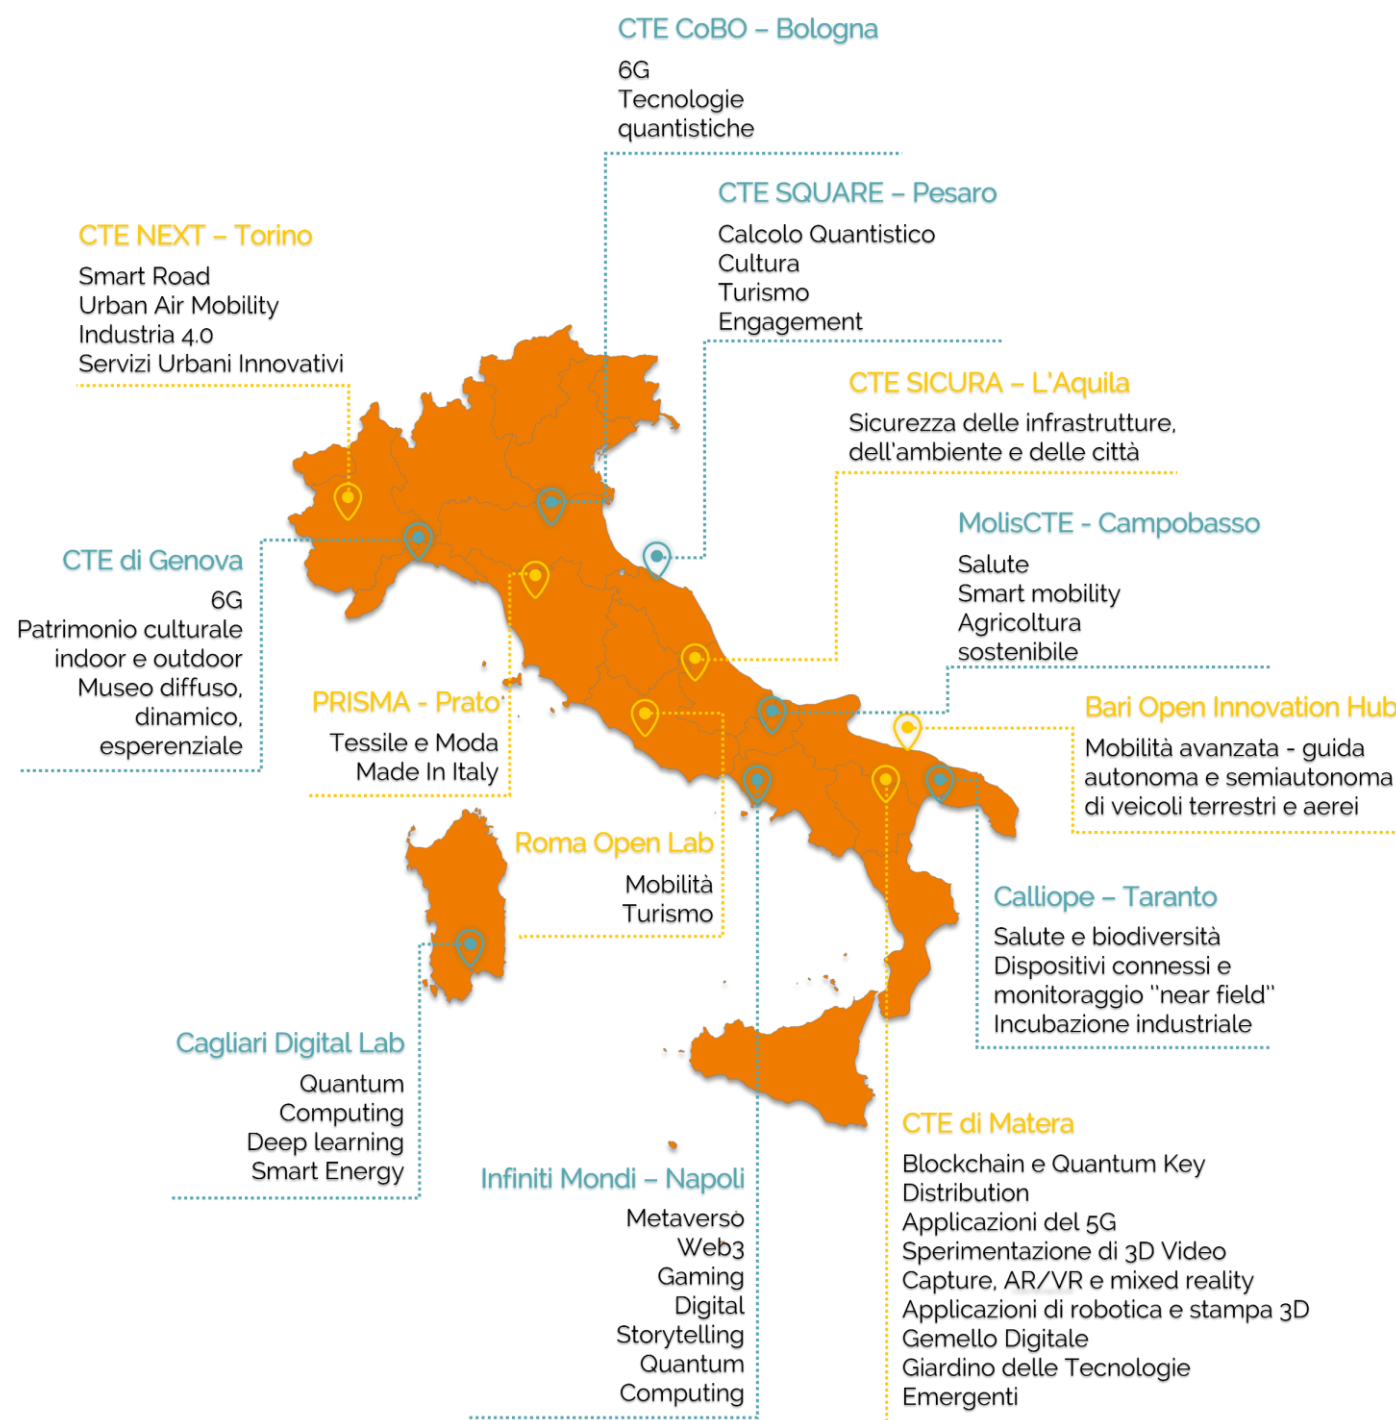 CTE CoBO – Bologna
6G
Tecnologie
quantistiche
CTE SQUARE – Pesaro
Calcolo Quantistico
Cultura
Turismo
Engagement
CTE NEXT – Torino
Smart Road
Urban Air Mobility
Industria 4.0
Servizi Urbani Innovativi
CTE SICURA – L'Aquila
Sicurezza delle infrastrutture,
dell'ambiente e delle città
MolisCTE - Campobasso
Salute
Smart mobility
Agricoltura
sostenibile
CTE di Genova
6G
Patrimonio culturale
indoor e outdoor
Museo diffuso,
dinamico,
esperenziale
PRISMA - Prato
Tessile e Moda
Made In Italy
Bari Open Innovation Hub
Mobilità avanzata - guida
autonoma e semiautonoma
di veicoli terrestri e aerei
Roma Open Lab
Mobilità
Turismo
Calliope – Taranto
Salute e biodiversità
Dispositivi connessi e
monitoraggio "near field"
Incubazione industriale
Cagliari Digital Lab
Quantum
Computing
Deep learning
Smart Energy
Infiniti Mondi – Napoli
Metaverso
Web3
Gaming
Digital
Storytelling
Quantum
Computing
CTE di Matera
Blockchain e Quantum Key
Distribution
Applicazioni del 5G
Sperimentazione di 3D Video
Capture, AR/VR e mixed reality
Applicazioni di robotica e stampa 3D
Gemello Digitale
Giardino delle Tecnologie
Emergenti